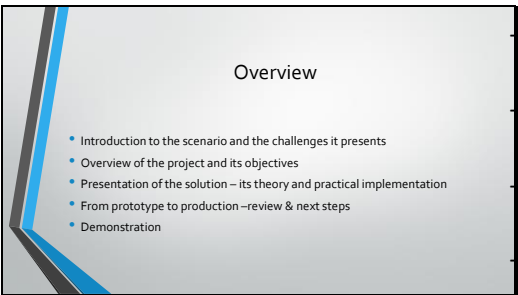 Overview
• Introduction to the scenario and the challenges it presents
• Overview of the project and its objectives
• Presentation of the solution – its theory and practical implementation
• From prototype to production –review & next steps
• Demonstration